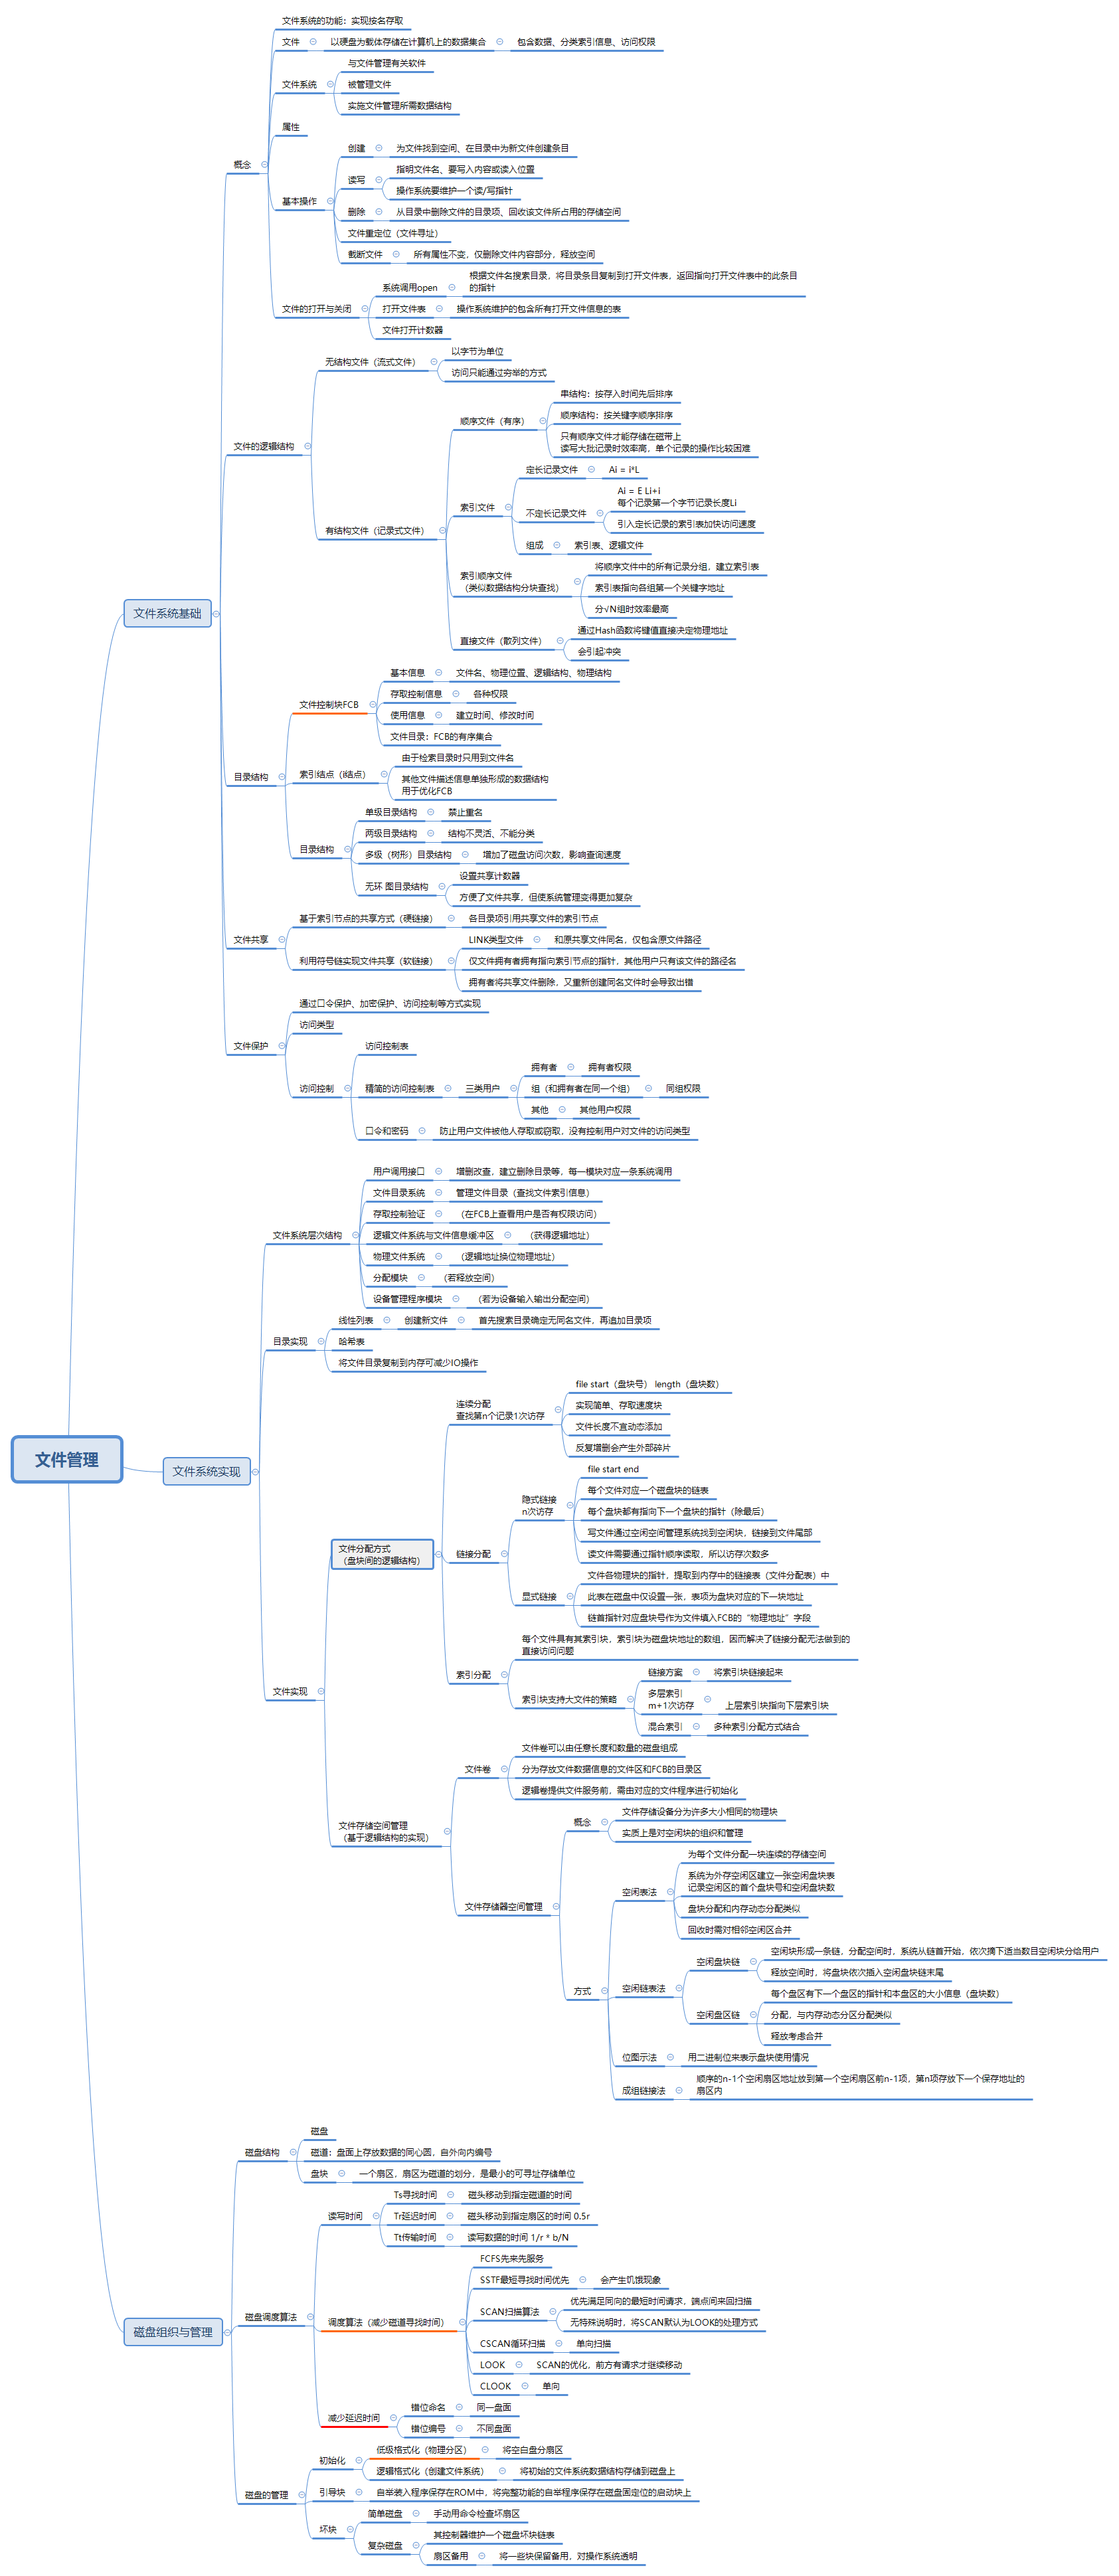 文件管理
文件系统基础
概念
文件系统的功能：实现按名存取
文件
以硬盘为载体存储在计算机上的数据集合
包含数据、分类索引信息、访问权限
文件系统
与文件管理有关软件
被管理文件
实施文件管理所需数据结构
属性
基本操作
创建
为文件找到空间、在目录中为新文件创建条目
读写
指明文件名、要写入内容或读入位置
操作系统要维护一个读/写指针
删除
从目录中删除文件的目录项、回收该文件所占用的存储空间
文件重定位（文件寻址）
截断文件
所有属性不变，仅删除文件内容部分，释放空间
文件的打开与关闭
系统调用open
根据文件名搜索目录，将目录条目复制到打开文件表，返回指向打开文件表中的此条目
的指针
打开文件表
操作系统维护的包含所有打开文件信息的表
文件打开计数器
文件的逻辑结构
无结构文件（流式文件）
以字节为单位
访问只能通过穷举的方式
有结构文件（记录式文件）
顺序文件（有序）
串结构：按存入时间先后排序
顺序结构：按关键字顺序排序
只有顺序文件才能存储在磁带上
读写大批记录时效率高，单个记录的操作比较困难
索引文件
定长记录文件
Ai = i*L
不定长记录文件
Ai = E Li+i
每个记录第一个字节记录长度Li
引入定长记录的索引表加快访问速度
组成
索引表、逻辑文件
索引顺序文件
（类似数据结构分块查找）
将顺序文件中的所有记录分组，建立索引表
索引表指向各组第一个关键字地址
分√N组时效率最高
直接文件（散列文件）
通过Hash函数将键值直接决定物理地址
会引起冲突
目录结构
文件控制块FCB
基本信息
文件名、物理位置、逻辑结构、物理结构
存取控制信息
各种权限
使用信息
建立时间、修改时间
文件目录：FCB的有序集合
索引结点（i结点）
由于检索目录时只用到文件名
其他文件描述信息单独形成的数据结构
用于优化FCB
目录结构
单级目录结构
禁止重名
两级目录结构
结构不灵活、不能分类
多级（树形）目录结构
增加了磁盘访问次数，影响查询速度
无环 图目录结构
设置共享计数器
方便了文件共享，但使系统管理变得更加复杂
文件共享
基于索引节点的共享方式（硬链接）
各目录项引用共享文件的索引节点
利用符号链实现文件共享（软链接）
LINK类型文件
和原共享文件同名，仅包含原文件路径
仅文件拥有者拥有指向索引节点的指针，其他用户只有该文件的路径名
拥有者将共享文件删除，又重新创建同名文件时会导致出错
文件保护
通过口令保护、加密保护、访问控制等方式实现
访问类型
访问控制
访问控制表
精简的访问控制表
三类用户
拥有者
拥有者权限
组（和拥有者在同一个组）
同组权限
其他
其他用户权限
口令和密码
防止用户文件被他人存取或窃取，没有控制用户对文件的访问类型
文件系统实现
文件系统层次结构
用户调用接口
增删改查，建立删除目录等，每一模块对应一条系统调用
文件目录系统
管理文件目录（查找文件索引信息）
存取控制验证
（在FCB上查看用户是否有权限访问）
逻辑文件系统与文件信息缓冲区
（获得逻辑地址）
物理文件系统
（逻辑地址换位物理地址）
分配模块
（若释放空间）
设备管理程序模块
（若为设备输入输出分配空间）
目录实现
线性列表
创建新文件
首先搜索目录确定无同名文件，再追加目录项
哈希表
将文件目录复制到内存可减少IO操作
文件实现
文件分配方式
（盘块间的逻辑结构）
连续分配
查找第n个记录1次访存
file start（盘块号） length（盘块数）
实现简单、存取速度块
文件长度不宜动态添加
反复增删会产生外部碎片
链接分配
隐式链接
n次访存
file start end
每个文件对应一个磁盘块的链表
每个盘块都有指向下一个盘块的指针（除最后）
写文件通过空闲空间管理系统找到空闲块，链接到文件尾部
读文件需要通过指针顺序读取，所以访存次数多
显式链接
文件各物理块的指针，提取到内存中的链接表（文件分配表）中
此表在磁盘中仅设置一张，表项为盘块对应的下一块地址
链首指针对应盘块号作为文件填入FCB的“物理地址”字段
索引分配
每个文件具有其索引块，索引块为磁盘块地址的数组，因而解决了链接分配无法做到的
直接访问问题
索引块支持大文件的策略
链接方案
将索引块链接起来
多层索引
m+1次访存
上层索引块指向下层索引块
混合索引
多种索引分配方式结合
文件存储空间管理
（基于逻辑结构的实现）
文件卷
文件卷可以由任意长度和数量的磁盘组成
分为存放文件数据信息的文件区和FCB的目录区
逻辑卷提供文件服务前，需由对应的文件程序进行初始化
文件存储器空间管理
概念
文件存储设备分为许多大小相同的物理块
实质上是对空闲块的组织和管理
方式
空闲表法
为每个文件分配一块连续的存储空间
系统为外存空闲区建立一张空闲盘块表
记录空闲区的首个盘块号和空闲盘块数
盘块分配和内存动态分配类似
回收时需对相邻空闲区合并
空闲链表法
空闲盘块链
空闲块形成一条链，分配空间时，系统从链首开始，依次摘下适当数目空闲块分给用户
释放空间时，将盘块依次插入空闲盘块链末尾
空闲盘区链
每个盘区有下一个盘区的指针和本盘区的大小信息（盘块数）
分配，与内存动态分区分配类似
释放考虑合并
位图示法
用二进制位来表示盘块使用情况
成组链接法
顺序的n-1个空闲扇区地址放到第一个空闲扇区前n-1项，第n项存放下一个保存地址的
扇区内
磁盘组织与管理
磁盘结构
磁盘
磁道：盘面上存放数据的同心圆，自外向内编号
盘块
一个扇区，扇区为磁道的划分，是最小的可寻址存储单位
磁盘调度算法
读写时间
Ts寻找时间
磁头移动到指定磁道的时间
Tr延迟时间
磁头移动到指定扇区的时间 0.5r
Tt传输时间
读写数据的时间 1/r * b/N
调度算法（减少磁道寻找时间）
FCFS先来先服务
SSTF最短寻找时间优先
会产生饥饿现象
SCAN扫描算法
优先满足同向的最短时间请求，端点间来回扫描
无特殊说明时，将SCAN默认为LOOK的处理方式
CSCAN循环扫描
单向扫描
LOOK
SCAN的优化，前方有请求才继续移动
CLOOK
单向
减少延迟时间
错位命名
同一盘面
错位编号
不同盘面
磁盘的管理
初始化
低级格式化（物理分区）
将空白盘分扇区
逻辑格式化（创建文件系统）
将初始的文件系统数据结构存储到磁盘上
引导块
自举装入程序保存在ROM中，将完整功能的自举程序保存在磁盘固定位的启动块上
坏块
简单磁盘
手动用命令检查坏扇区
复杂磁盘
其控制器维护一个磁盘坏块链表
扇区备用
将一些块保留备用，对操作系统透明